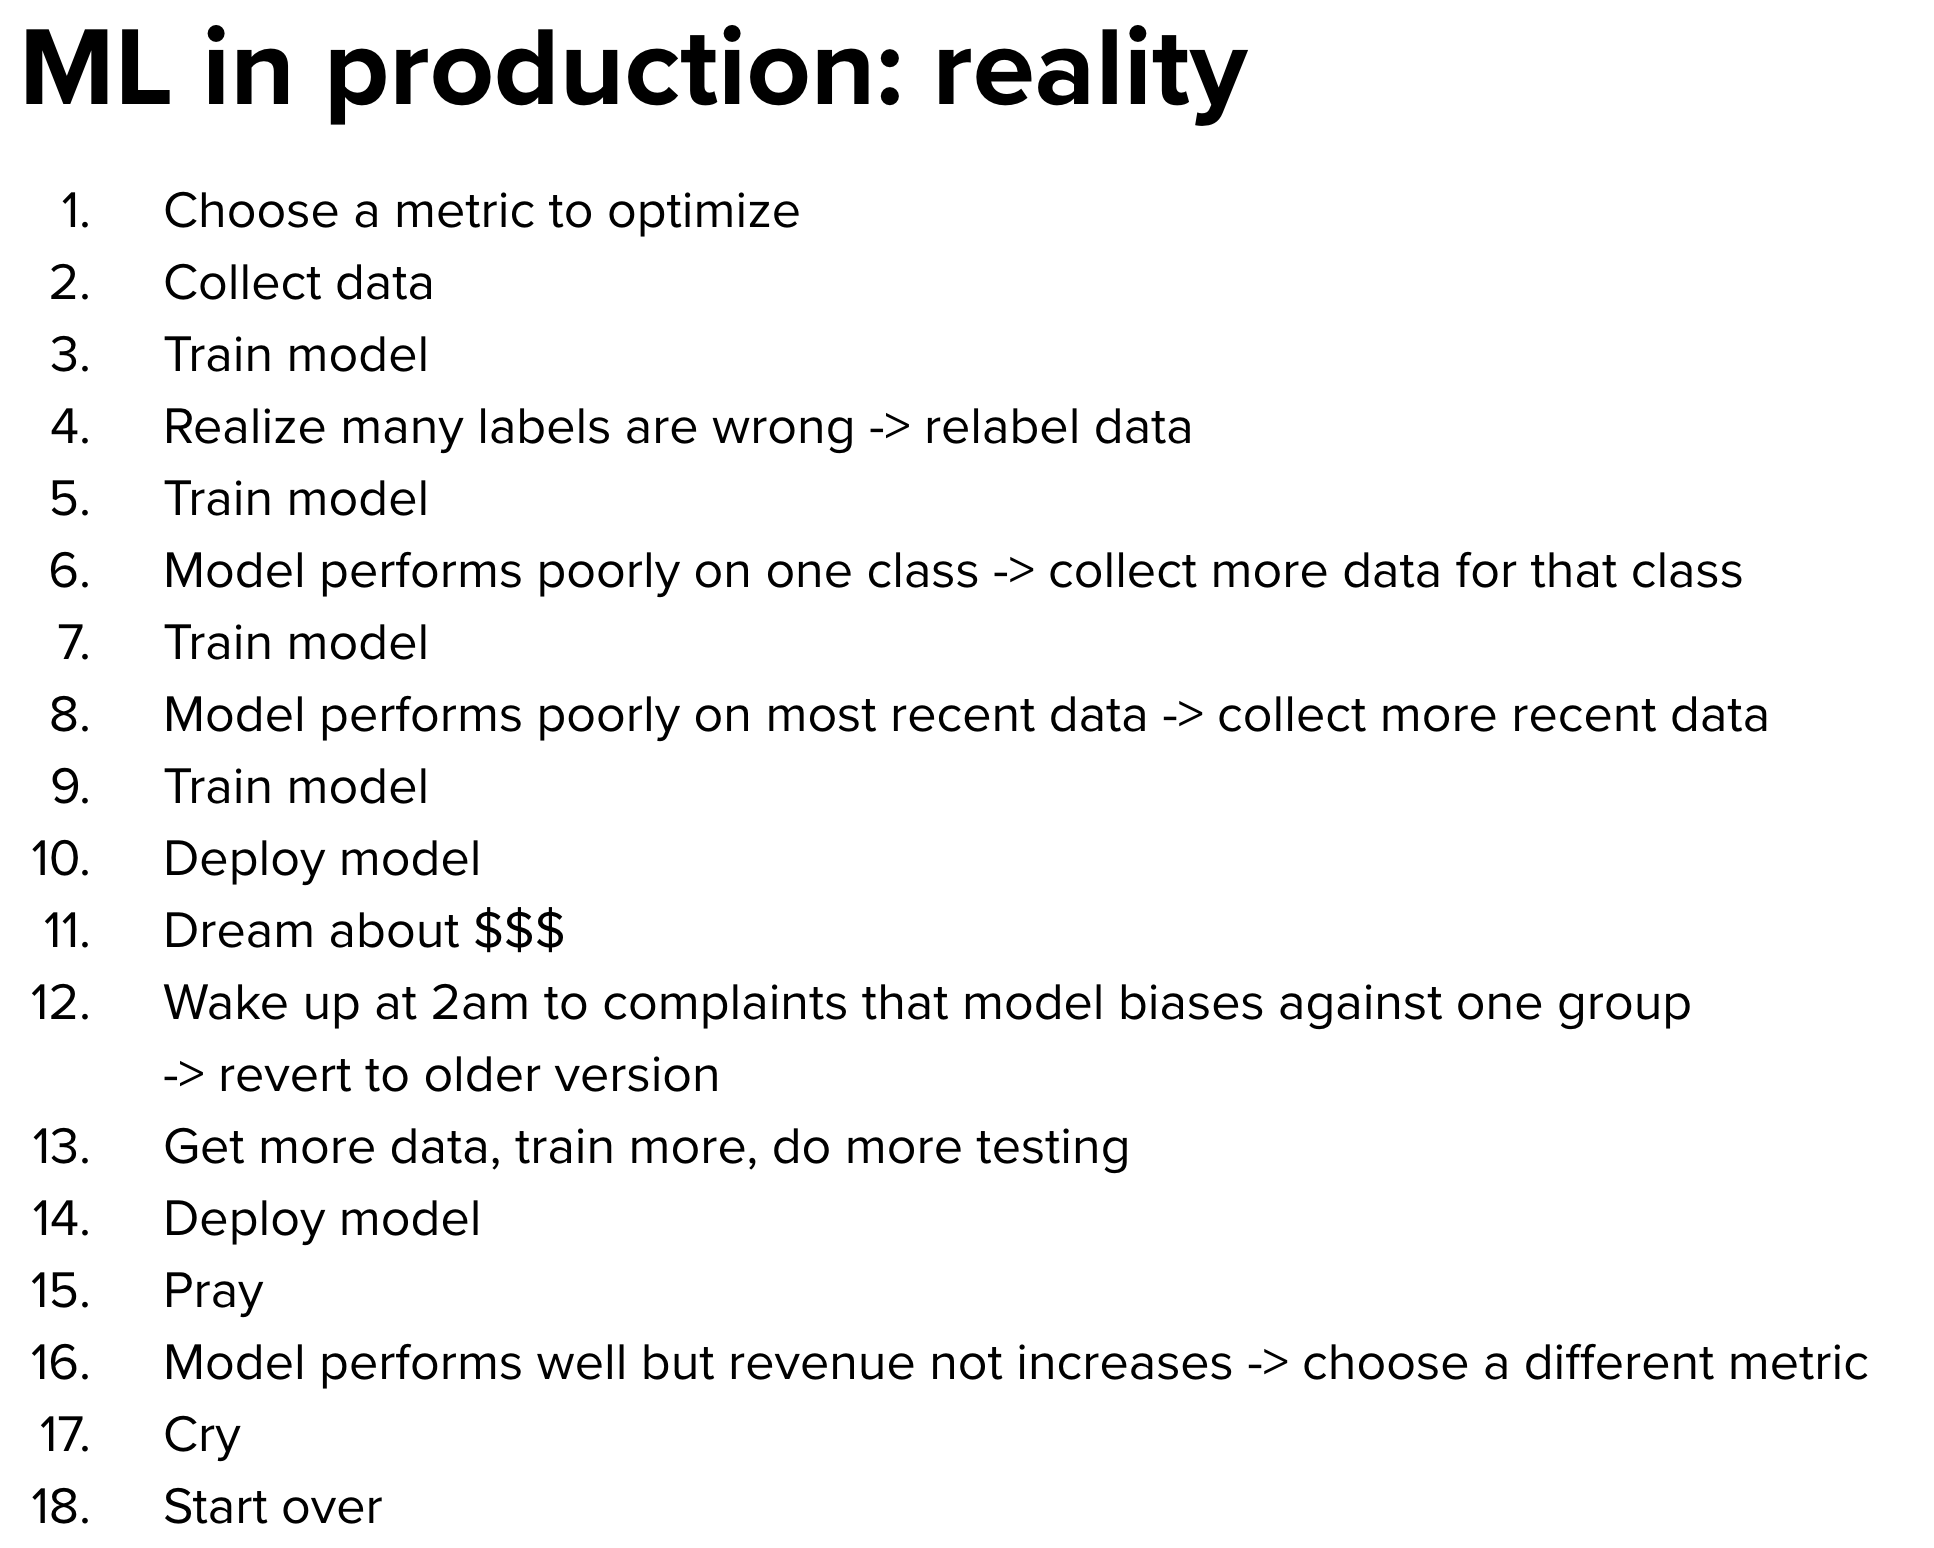 ML in production: reality
1. Choose a metric to optimize
2. Collect data
3. Train model
4. Realize many labels are wrong -> relabel data
5. Train model
6. Model performs poorly on one class -> collect more data for that class
7. Train model
8. Model performs poorly on most recent data -> collect more recent data
9. Train model
10. Deploy model
11. Dream about $$$
12. Wake up at 2am to complaints that model biases against one group
-> revert to older version
13. Get more data, train more, do more testing
14. Deploy model
15. Pray
16. Model performs well but revenue not increases -> choose a different metric
17. Cry
18. Start over